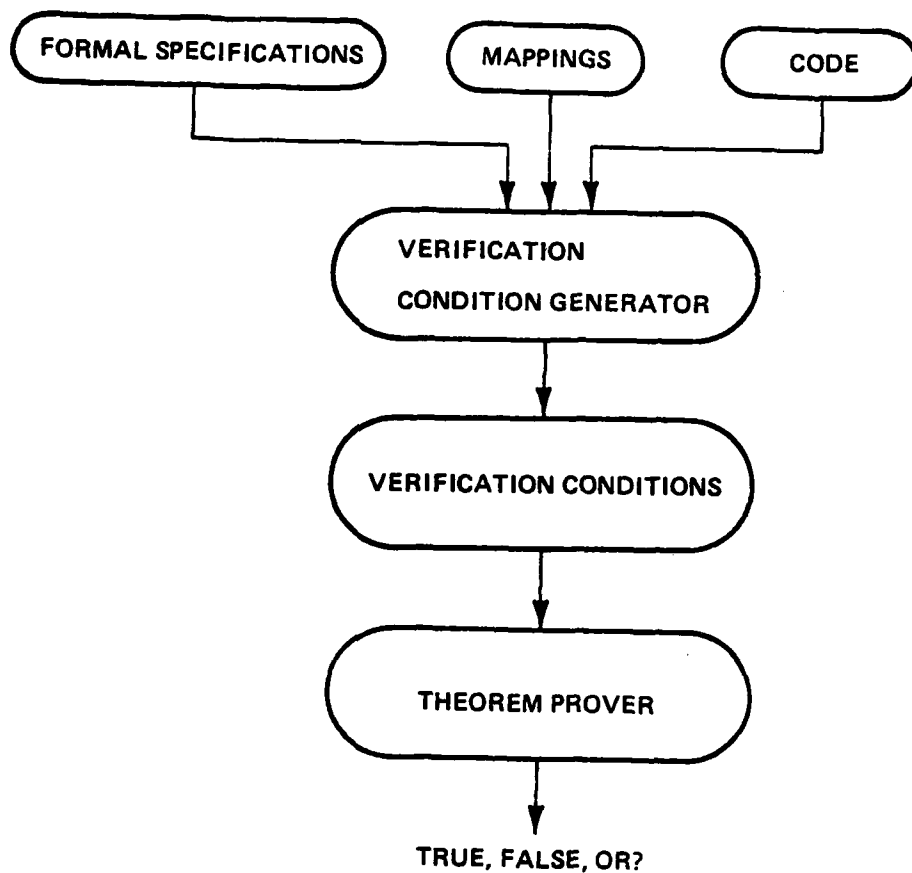 FORMAL SPECIFICATIONS
MAPPINGS
CODE
VERIFICATION
CONDITION GENERATOR
VERIFICATION CONDITIONS
THEOREM PROVER
TRUE, FALSE, OR?